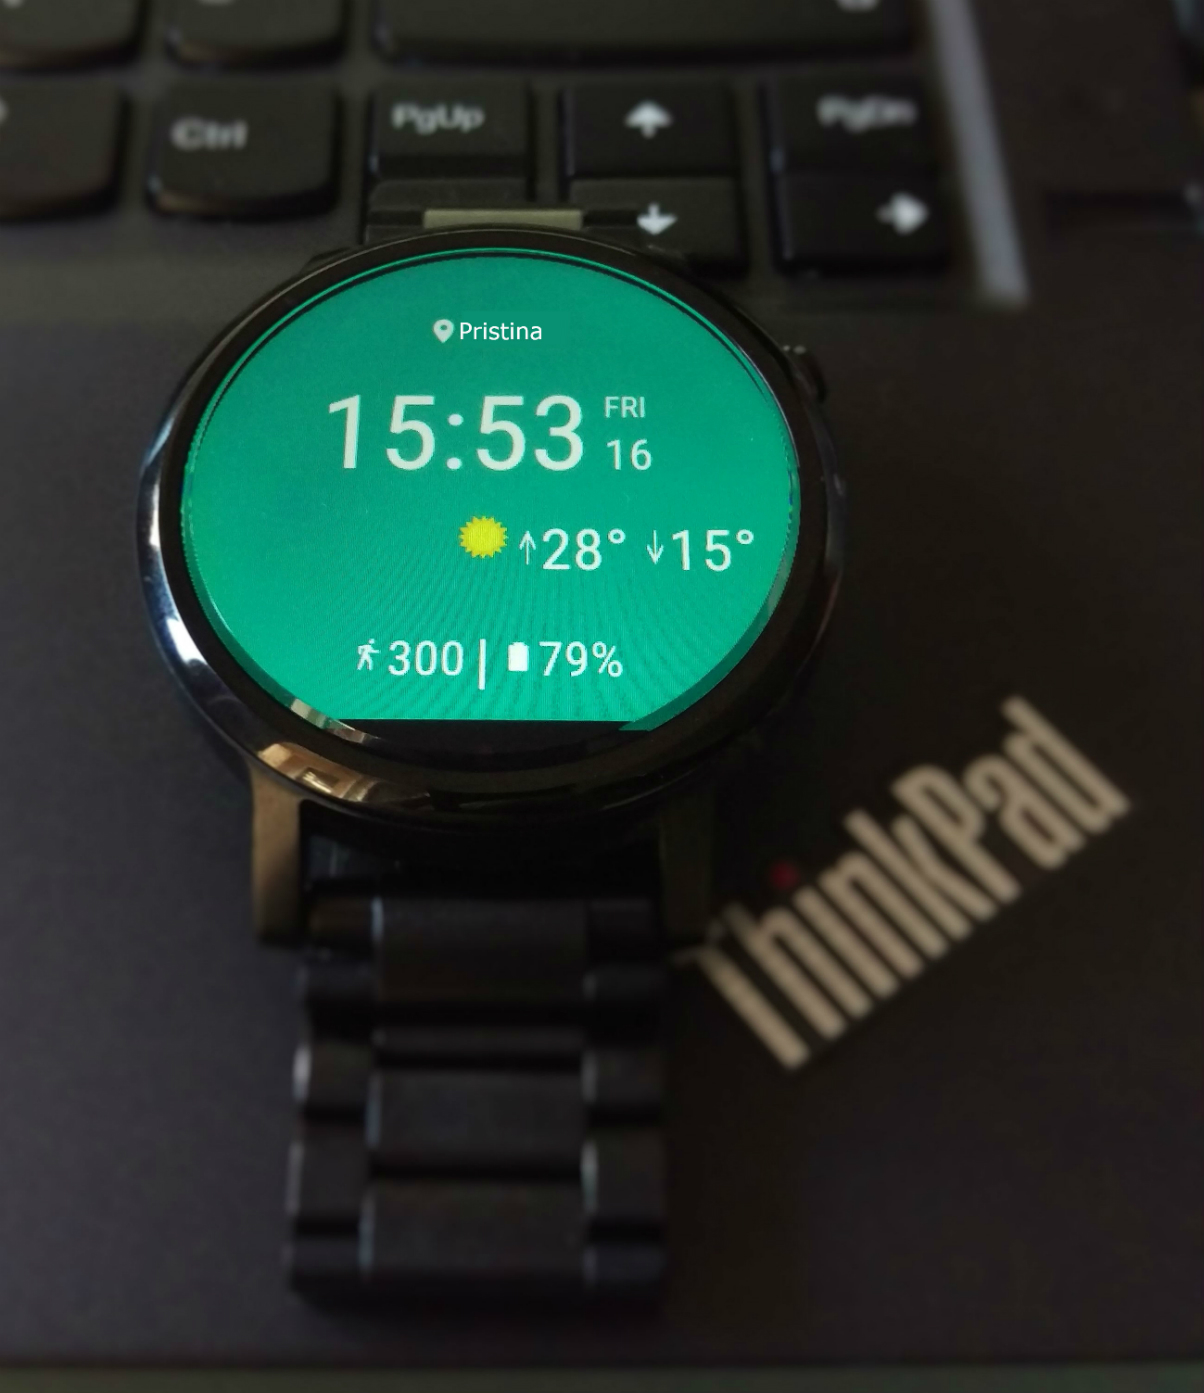 Ctrl
PgUp
PgDn
Pristina
15:53
FRI
16
↑28° ↓15°
300 | 79%
ThinkPad